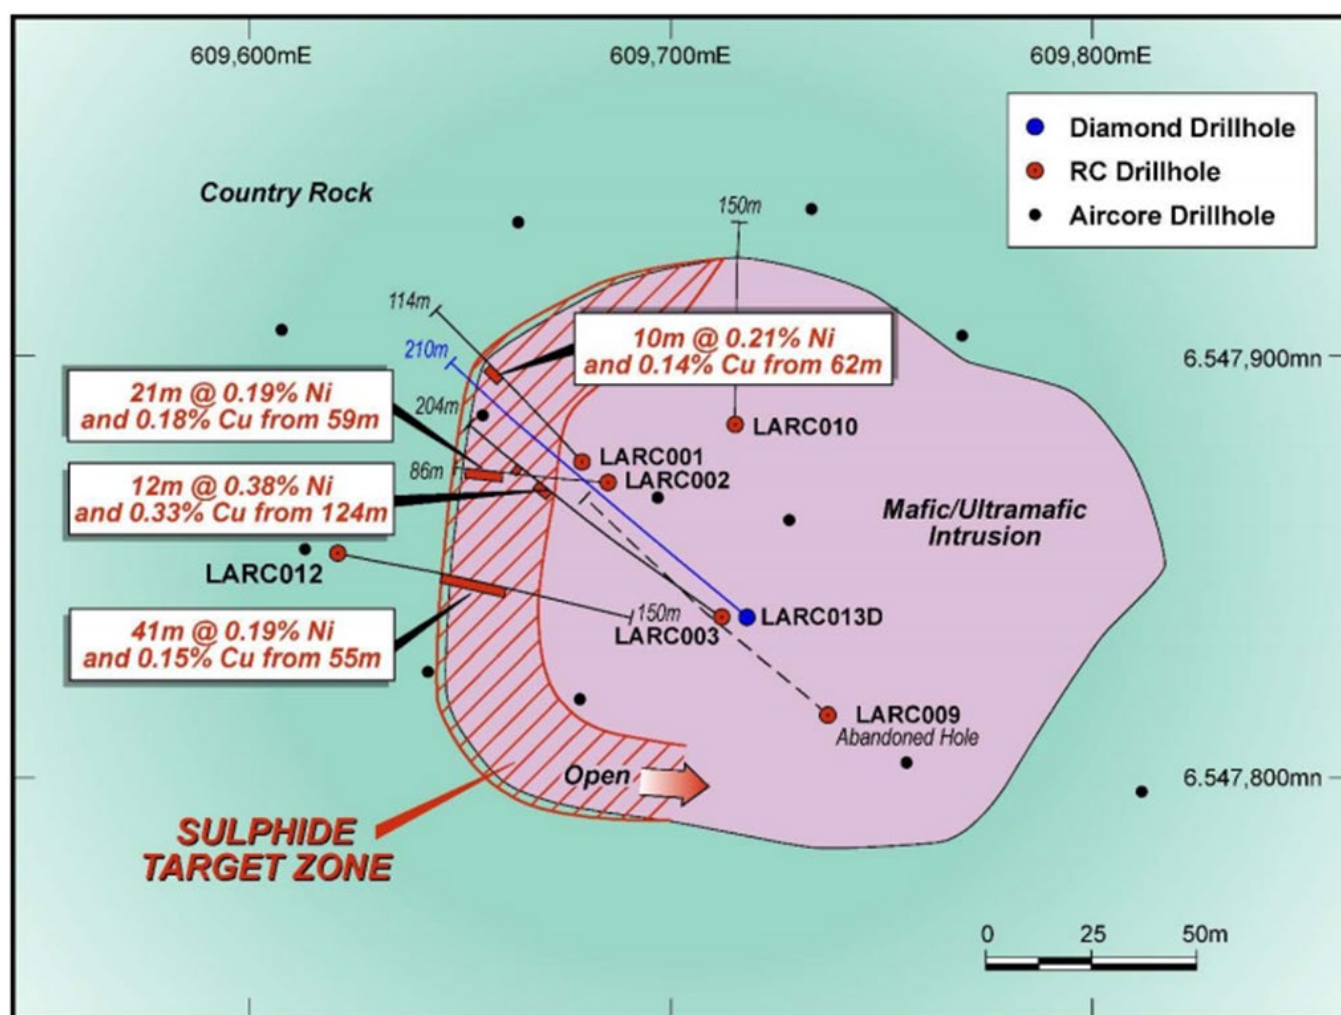 609,600mE
609,700mE
609,800mE
Diamond Drillhole
RC Drillhole
Aircore Drillhole
Country Rock
150m
114m
210m
10m @ 0.21% Ni
and 0.14% Cu from 62m
6.547,900mn
21m @ 0.19% Ni
and 0.18% Cu from 59m
204m
LARC010
LARC001
86m
LARC002
12m @ 0.38% Ni
and 0.33% Cu from 124m
Mafic/Ultramafic
Intrusion
LARC012
150m
LARC003
LARC013D
41m @ 0.19% Ni
and 0.15% Cu from 55m
LARC009
Abandoned Hole
Open
6.547,800mn
SULPHIDE
TARGET ZONE
0 25 50m